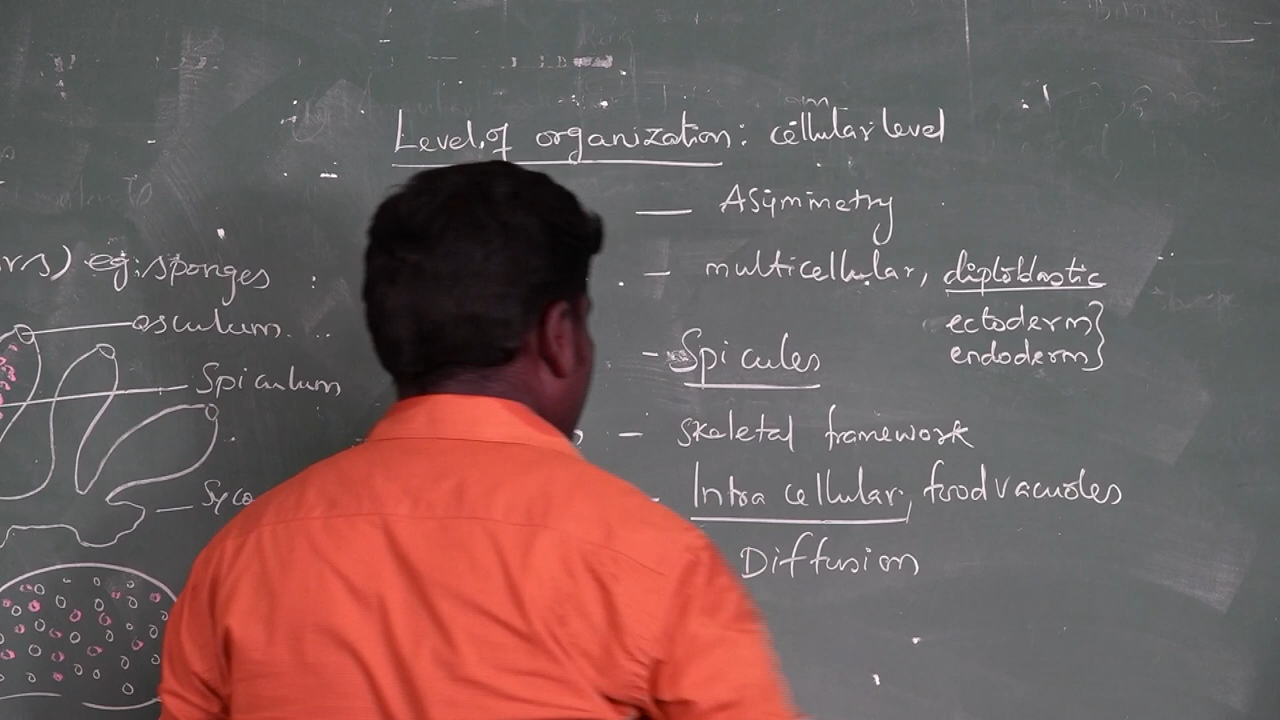 Level of organization: cellular level
— Asymmetry
rs) eg: sponges :
— multicellular, diploblastic
osculum
ectoderm}
endoderm}
- Spicules
Spiculum
— skeletal framework
Syco
- Intra cellular, food vacuoles
Diffusion